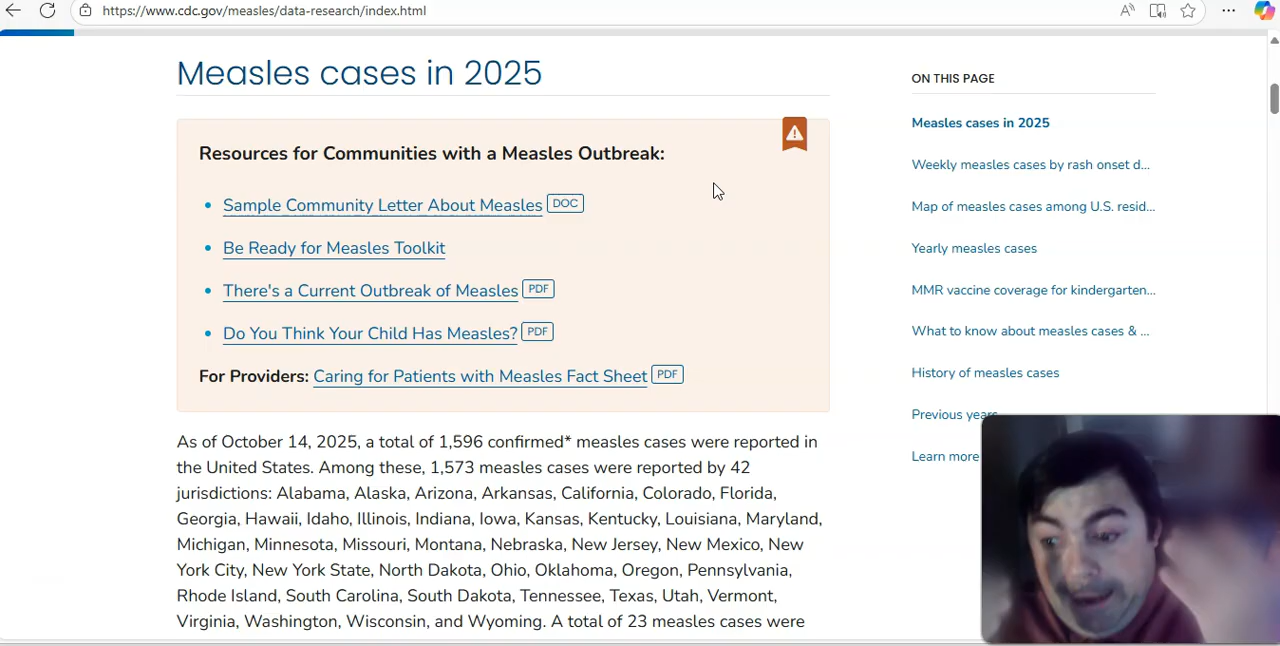 https://www.cdc.gov/measles/data-research/index.html
Measles cases in 2025
Resources for Communities with a Measles Outbreak:
Sample Community Letter About Measles DOC
Be Ready for Measles Toolkit
There's a Current Outbreak of Measles PDF
Do You Think Your Child Has Measles? PDF
For Providers: Caring for Patients with Measles Fact Sheet PDF
As of October 14, 2025, a total of 1,596 confirmed* measles cases were reported in
the United States. Among these, 1,573 measles cases were reported by 42
jurisdictions: Alabama, Alaska, Arizona, Arkansas, California, Colorado, Florida,
Georgia, Hawaii, Idaho, Illinois, Indiana, Iowa, Kansas, Kentucky, Louisiana, Maryland,
Michigan, Minnesota, Missouri, Montana, Nebraska, New Jersey, New Mexico, New
York City, New York State, North Dakota, Ohio, Oklahoma, Oregon, Pennsylvania,
Rhode Island, South Carolina, South Dakota, Tennessee, Texas, Utah, Vermont,
Virginia, Washington, Wisconsin, and Wyoming. A total of 23 measles cases were
ON THIS PAGE
Measles cases in 2025
Weekly measles cases by rash onset d...
Map of measles cases among U.S. resid...
Yearly measles cases
MMR vaccine coverage for kindergarten...
What to know about measles cases & ...
History of measles cases
Previous years
Learn more